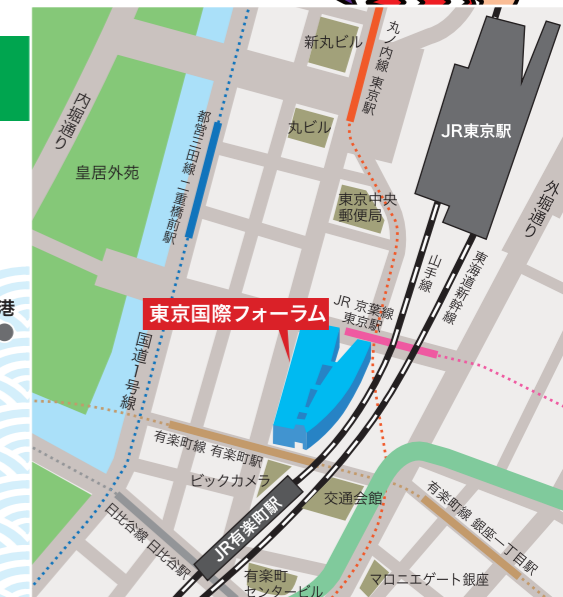 新丸ビル
丸ノ内線 東京駅
内堀通り
都営三田線 二重橋前駅
丸ビル
JR東京駅
皇居外苑
外堀通り
東京中央
郵便局
山手線
東海道新幹線
港
東京国際フォーラム
JR 京葉線
東京駅
国道1号線
有楽町線 有楽町駅
ビックカメラ
交通会館
有楽町線 銀座一丁目駅
日比谷線 日比谷駅
JR有楽町駅
有楽町
センタービル
マロニエゲート銀座